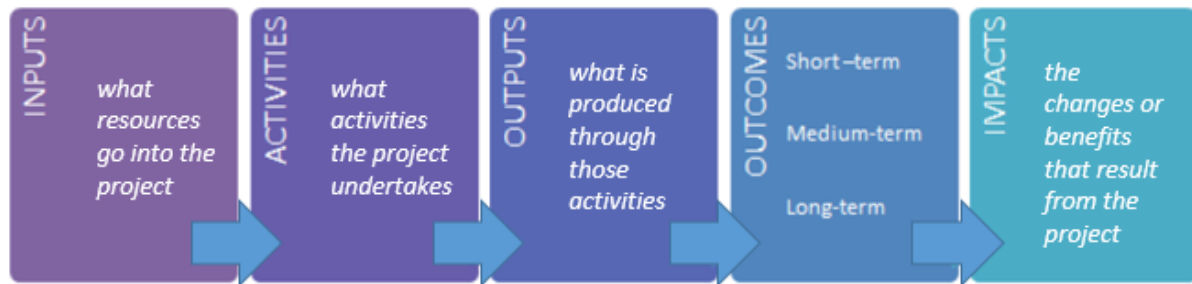 INPUTS
what
resources
go into the
project
ACTIVITIES
what
activities
the project
undertakes
OUTPUTS
what is
produced
through
those
activities
OUTCOMES
Short –term
Medium-term
Long-term
IMPACTS
the
changes or
benefits
that result
from the
project